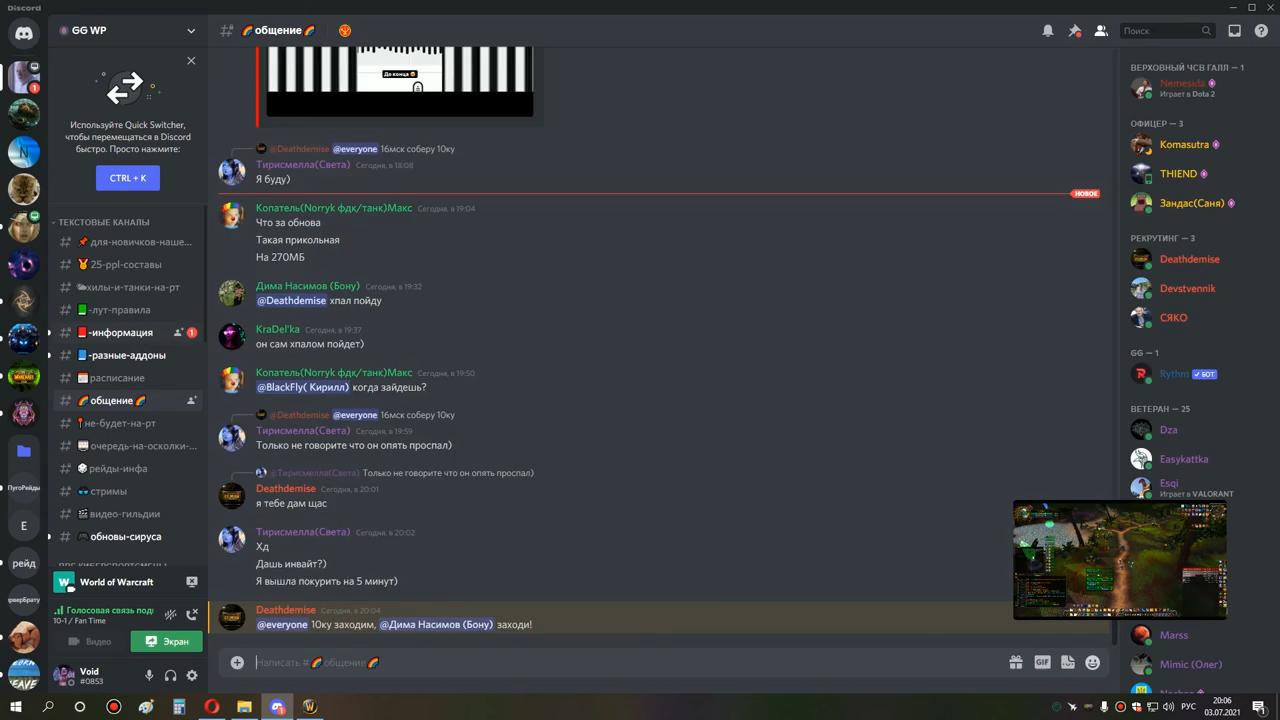 Discord
GG WP
Используйте Quick Switcher,
чтобы перемещаться в Discord
быстро. Просто нажмите:
CTRL + K
ТЕКСТОВЫЕ КАНАЛЫ
для-новичков-наше...
25-ppl-составы
хилы-и-танки-на-рт
-лут-правила
-информация
1
-разные-аддоны
расписание
общение
не-будет-на-рт
очередь-на-осколки-...
рейды-инфа
стримы
видео-гильдии
обновы-сируса
World of Warcraft
Голосовая связь под
10-1 / Fan Time
Видео
Экран
Void
#0853
1
ПугоРейды
E
рейд
общение
До конца
@Deathdemise @everyone 16мск соберу 10ку
Тирисмелла(Света) Сегодня, в 18:08
Я буду)
НОВОЕ
Копатель(Norryk фдк/танк)Макс Сегодня, в 19:04
Что за обнова
Такая прикольная
На 270МБ
Дима Насимов (Бону) Сегодня, в 19:32
@Deathdemise хпал пойду
KraDel'ka Сегодня, в 19:37
он сам хпалом пойдет)
Копатель(Norryk фдк/танк)Макс Сегодня, в 19:50
@BlackFly( Кирилл) когда зайдешь?
@Deathdemise @everyone 16мск соберу 10ку
Тирисмелла(Света) Сегодня, в 19:59
Только не говорите что он опять проспал)
@Тирисмелла(Света) Только не говорите что он опять проспал)
Deathdemise Сегодня, в 20:01
я тебе дам щас
Тирисмелла(Света) Сегодня, в 20:02
Хд
Дашь инвайт?)
Я вышла покурить на 5 минут)
Deathdemise Сегодня, в 20:04
@everyone 10ку заходим, @Дима Насимов (Бону) заходи!
Написать #общение
GIF
Поиск
ВЕРХОВНЫЙ ЧСВ ГАЛЛ — 1
Nemesida
Играет в Dota 2
ОФИЦЕР — 3
Komasutra
THIEND
Зандас(Саня)
РЕКРУТИНГ — 3
Deathdemise
Devstvennik
СЯКО
GG — 1
Rythm БОТ
ВЕТЕРАН — 25
Dza
Easykattka
Esqi
Играет в VALORANT
Marss
Mimic (Олег)
РУС
20:06
03.07.2021
1